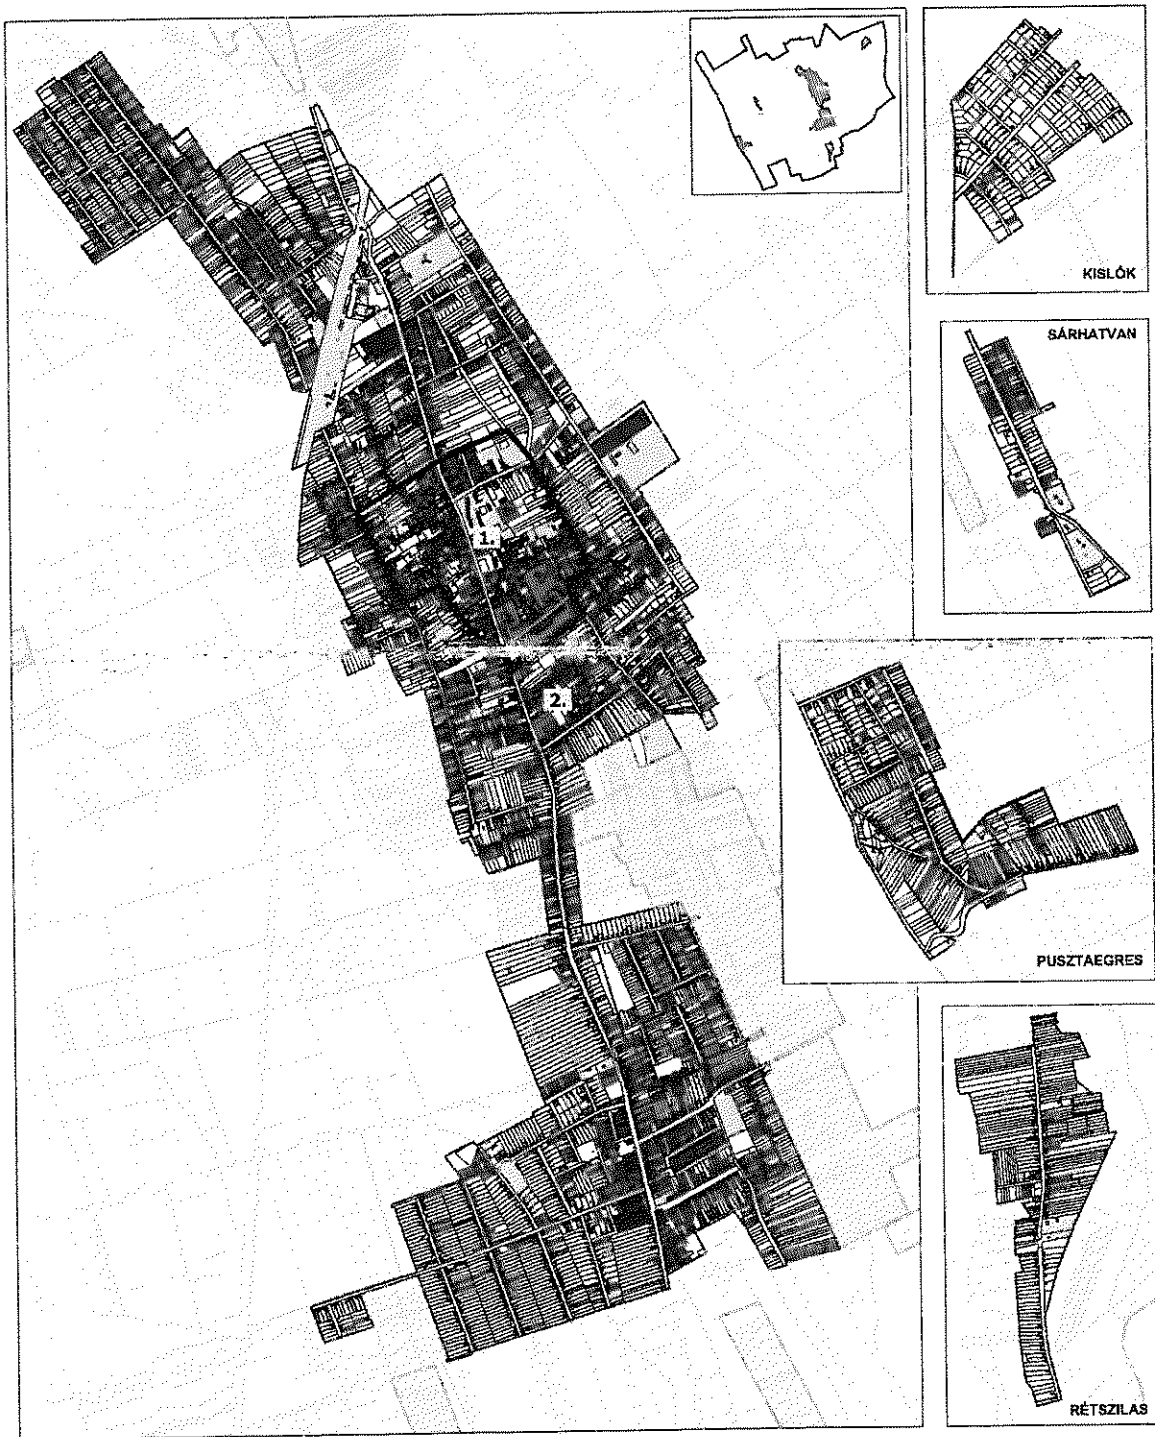 KISLÓK
SÁRHATVAN
1.
2.
PUSZTAEGRES
RÉTSZILAS